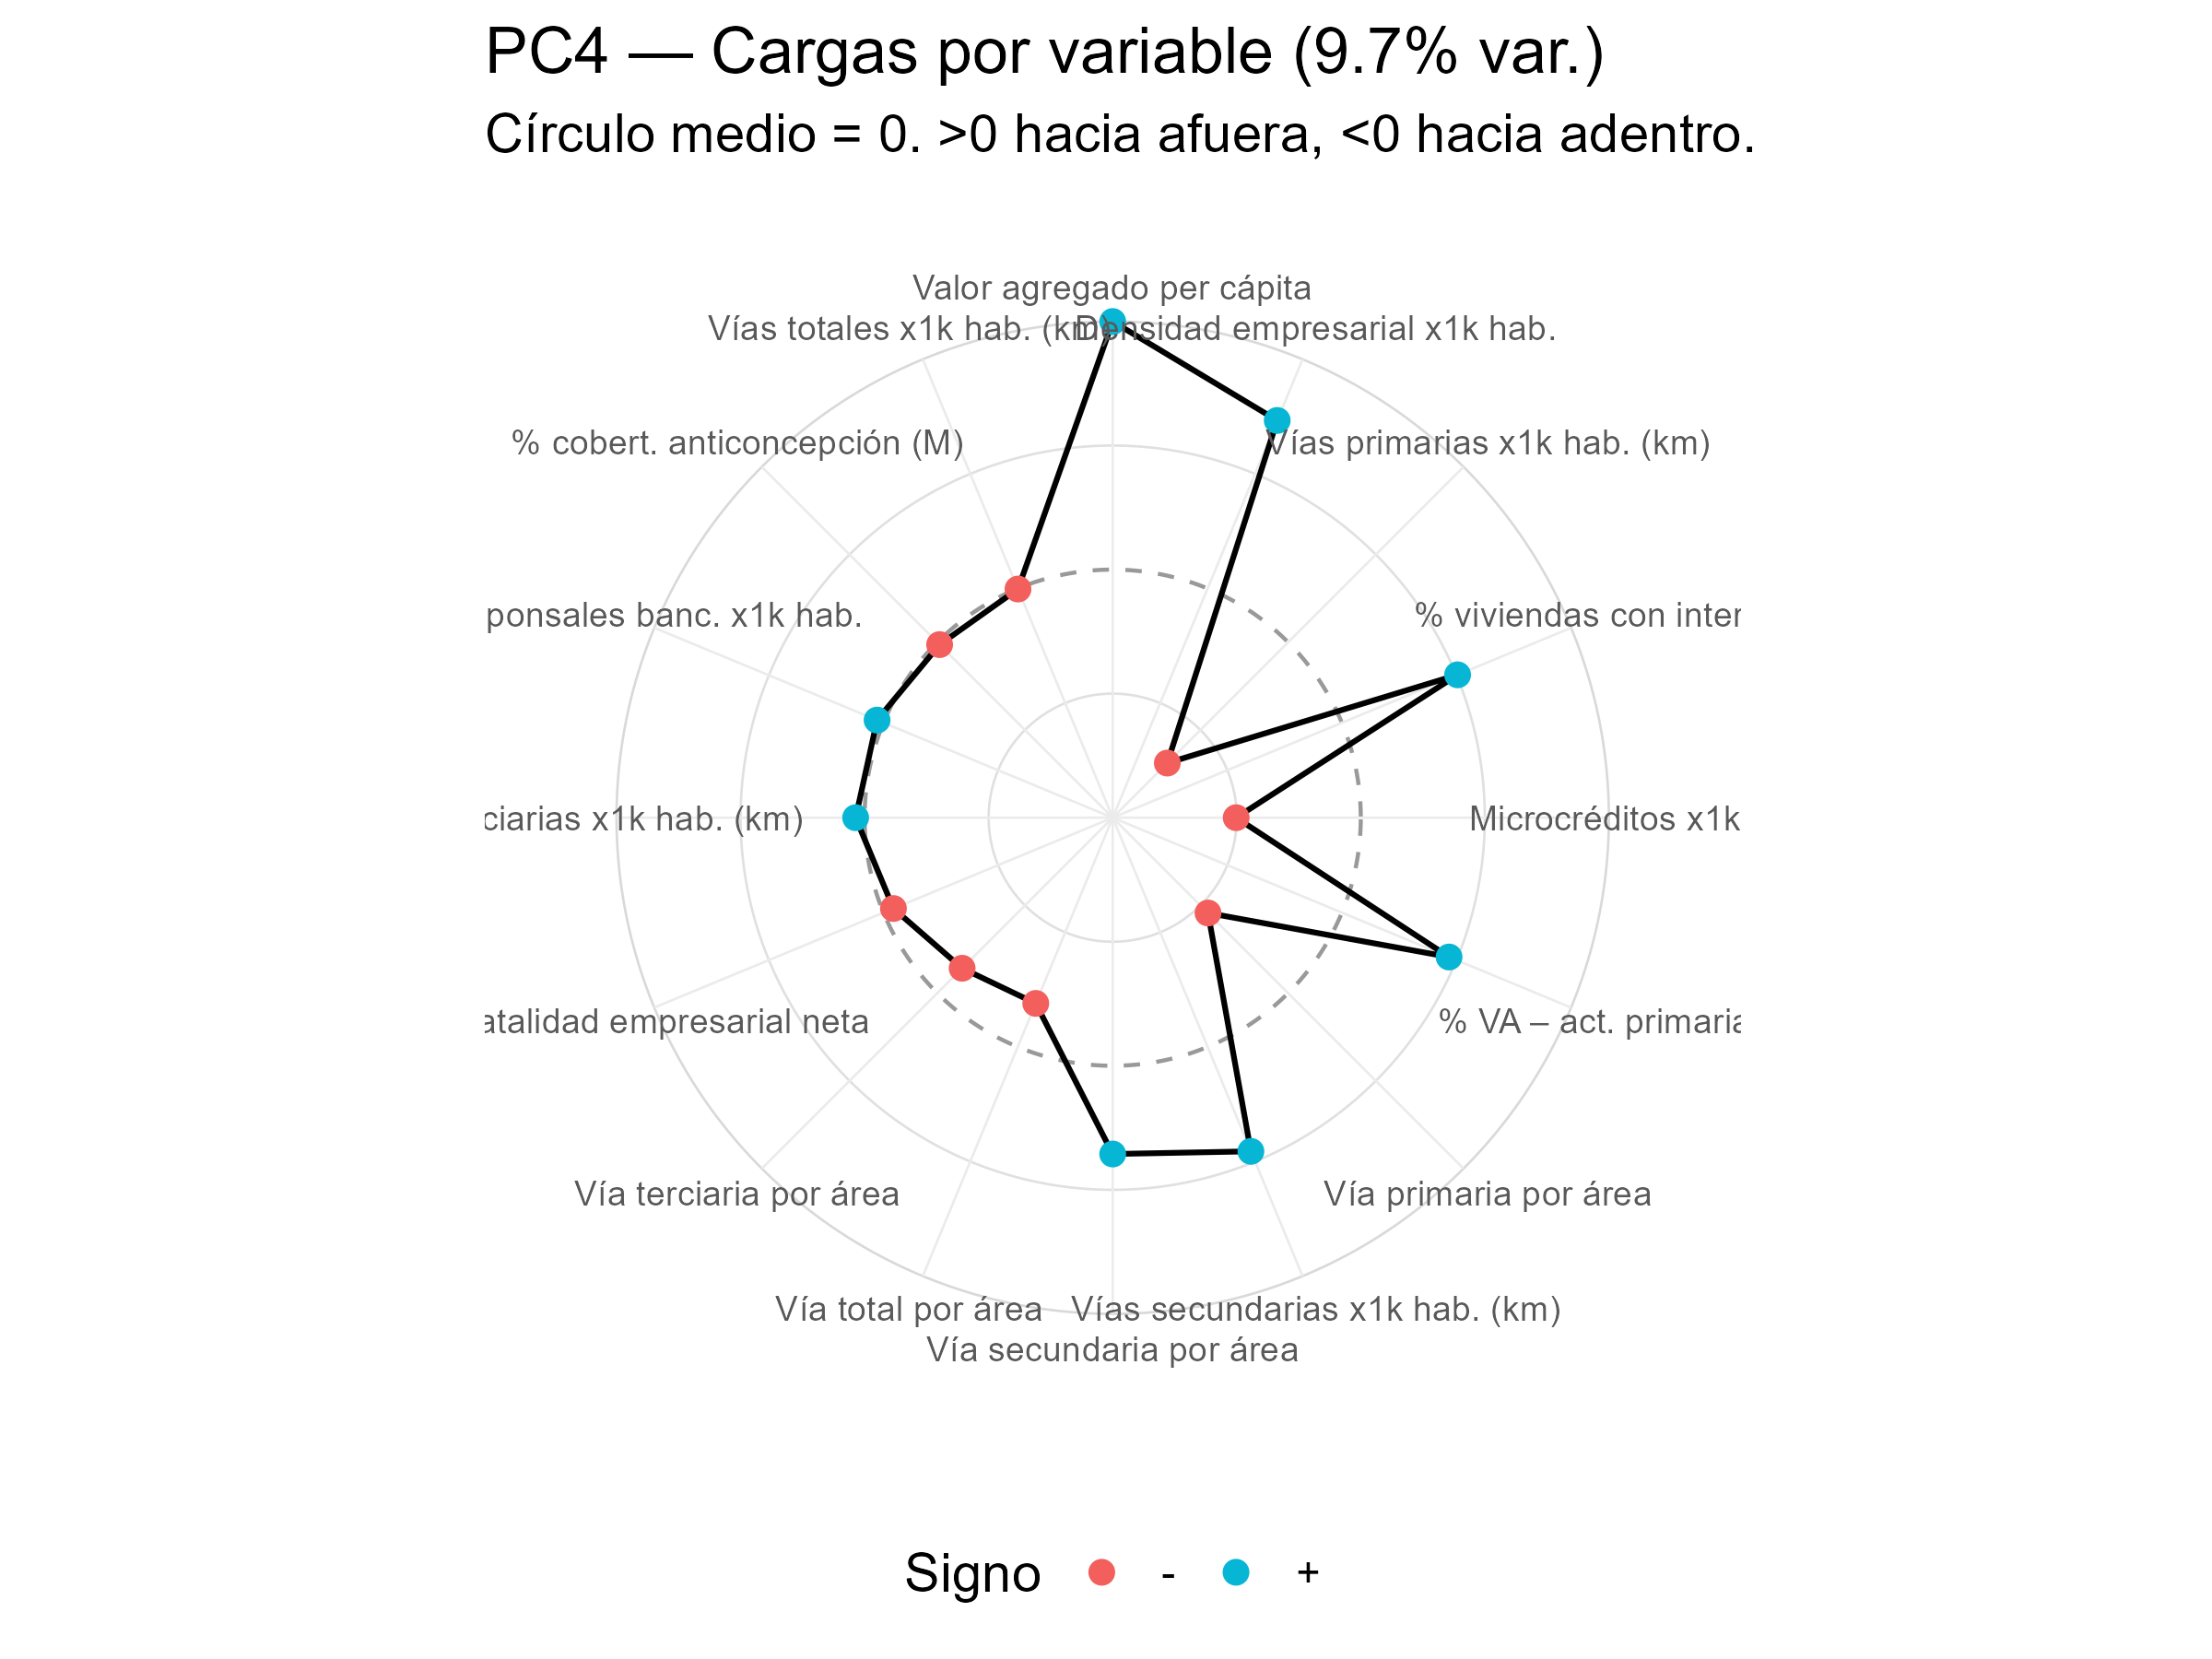 PC4 — Cargas por variable (9.7% var.)
Círculo medio = 0. >0 hacia afuera, <0 hacia adentro.
Valor agregado per cápita
Vías totales x1k hab. (km)
Densidad empresarial x1k hab.
% cobert. anticoncepción (M)
Vías primarias x1k hab. (km)
ponsales banc. x1k hab.
% viviendas con inter
ciarias x1k hab. (km)
Microcréditos x1k
atalidad empresarial neta
% VA – act. primaria
Vía terciaria por área
Vía primaria por área
Vía total por área
Vías secundarias x1k hab. (km)
Vía secundaria por área
Signo - +